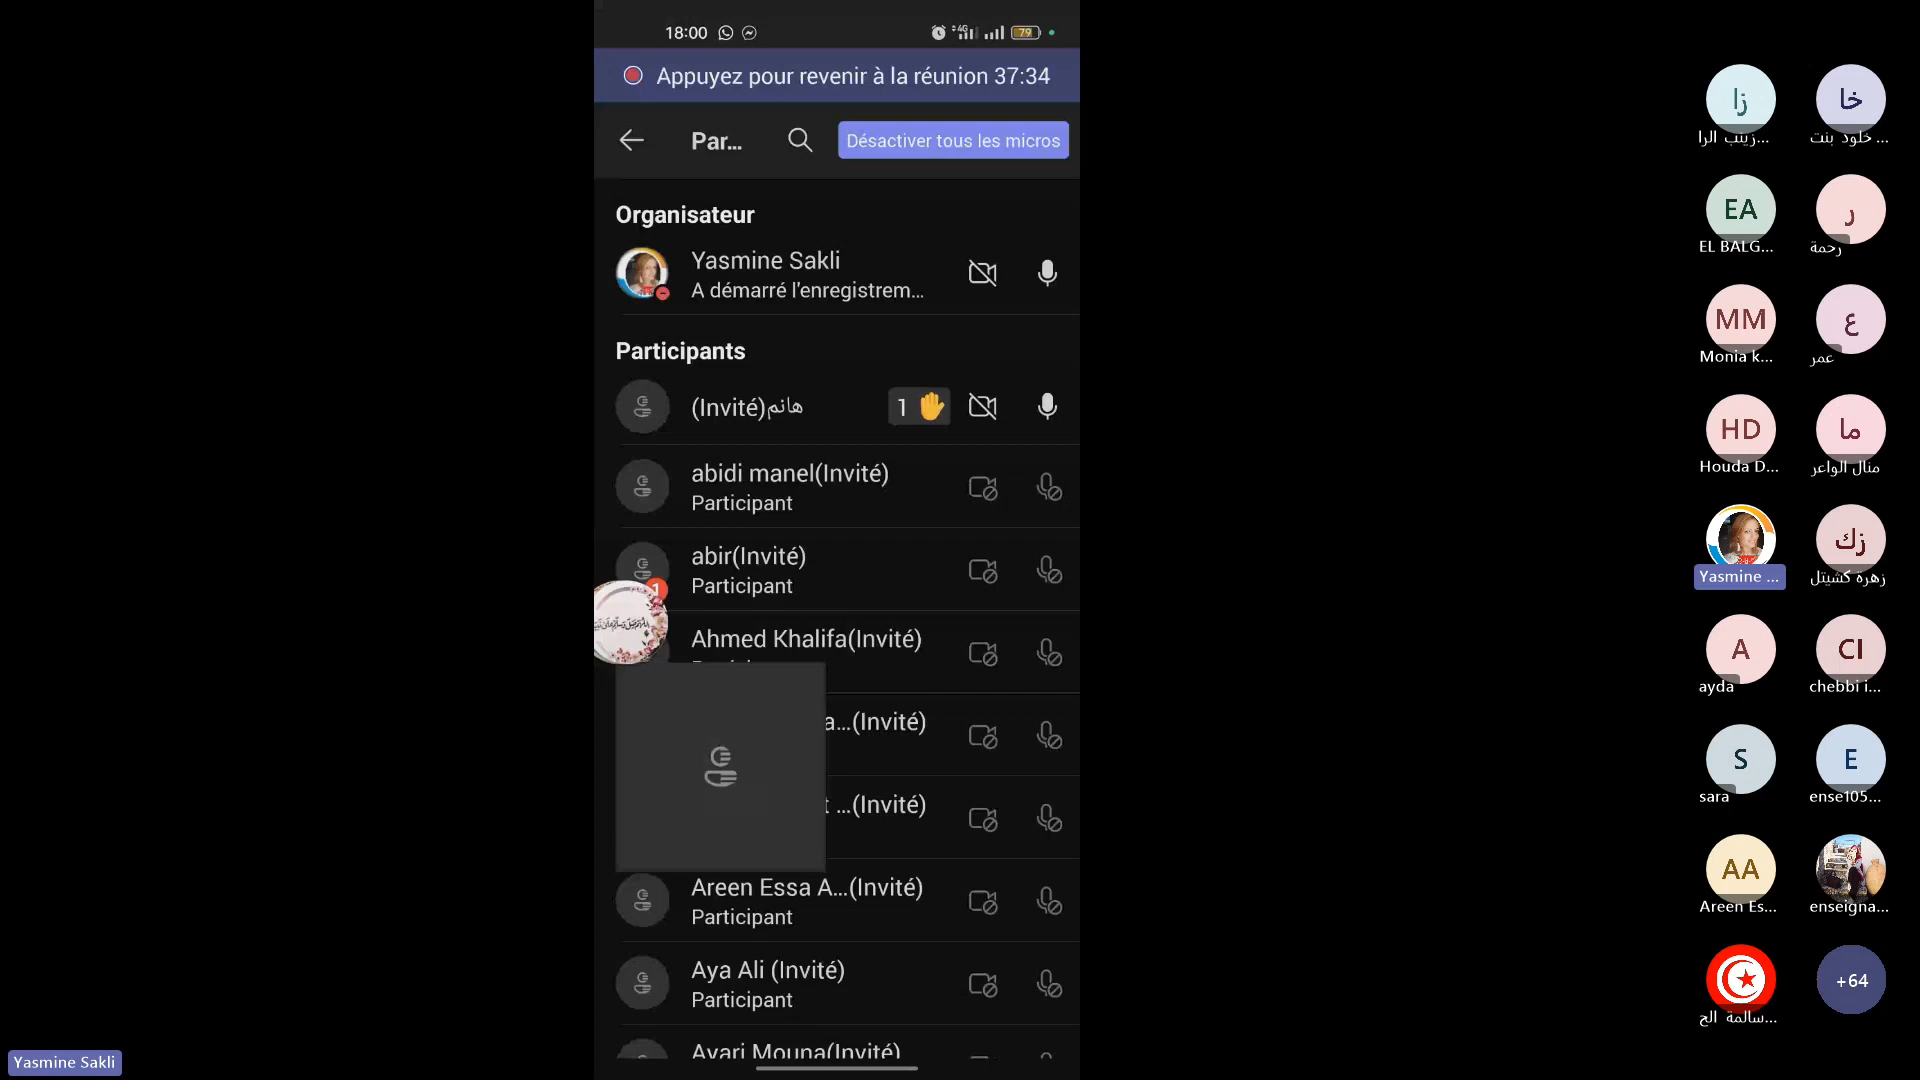 18:00
4G
79
Appuyez pour revenir à la réunion 37:34
Par...
Désactiver tous les micros
Organisateur
Yasmine Sakli
A démarré l'enregistrem...
Participants
(Invité)هانم
1
abidi manel(Invité)
Participant
abir(Invité)
Participant
1
Ahmed Khalifa(Invité)
a...(Invité)
t ...(Invité)
Areen Essa A...(Invité)
Participant
Aya Ali (Invité)
Participant
Ayari Mouna(Invité)
Yasmine Sakli
زا
زينب الرا...
خا
خلود بنت ...
EA
EL BALG...
ر
رحمة
MM
Monia k...
ع
عمر
HD
Houda D...
ما
منال الواعر
Yasmine ...
زك
زهرة كشيتل
A
ayda
CI
chebbi i...
S
sara
E
ense105...
AA
Areen Es...
enseigna...
سالمة الح...
+64